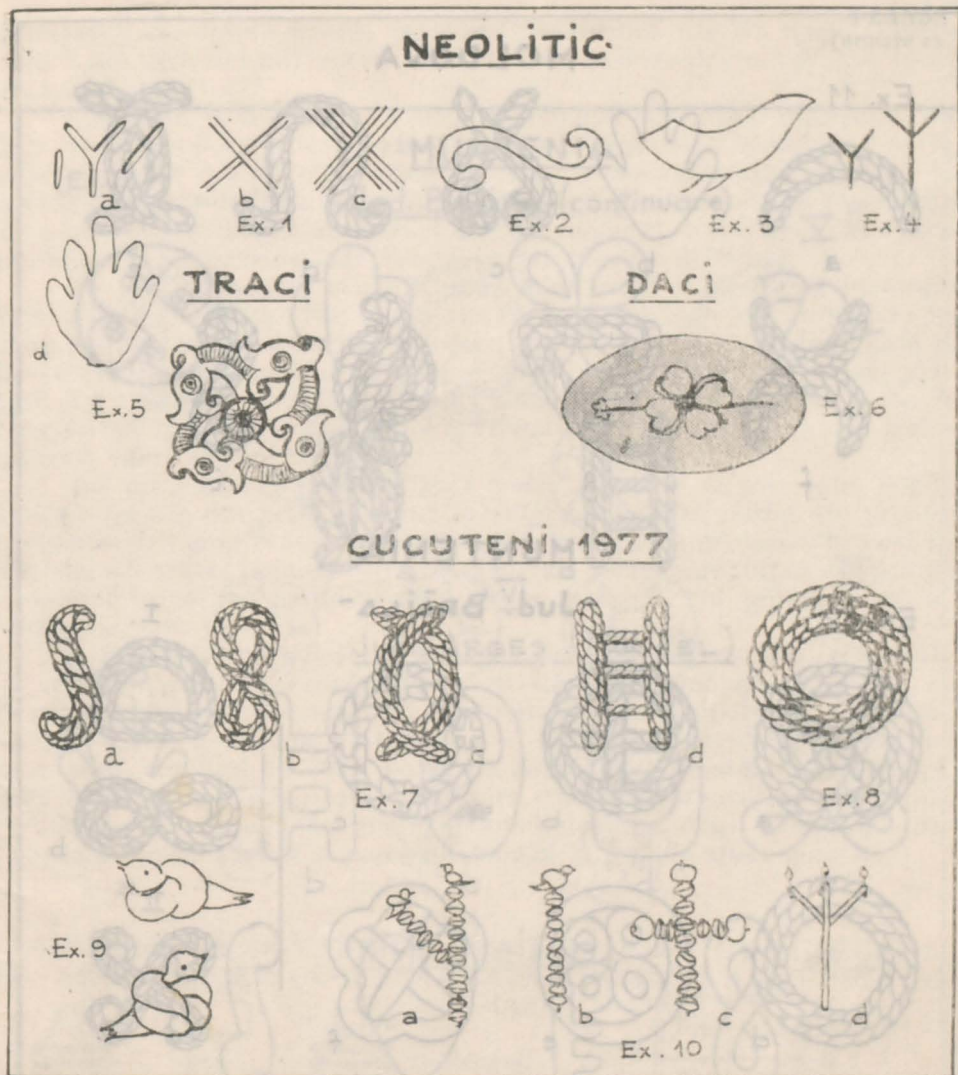 NEOLITIC
a
b
c
Ex.1
Ex.2
Ex.3
Ex.4
d
TRACI
DACI
Ex.5
Ex.6
CUCUTENI 1977
a
b
c
d
Ex.7
Ex.8
Ex.9
a
b
c
d
Ex.10